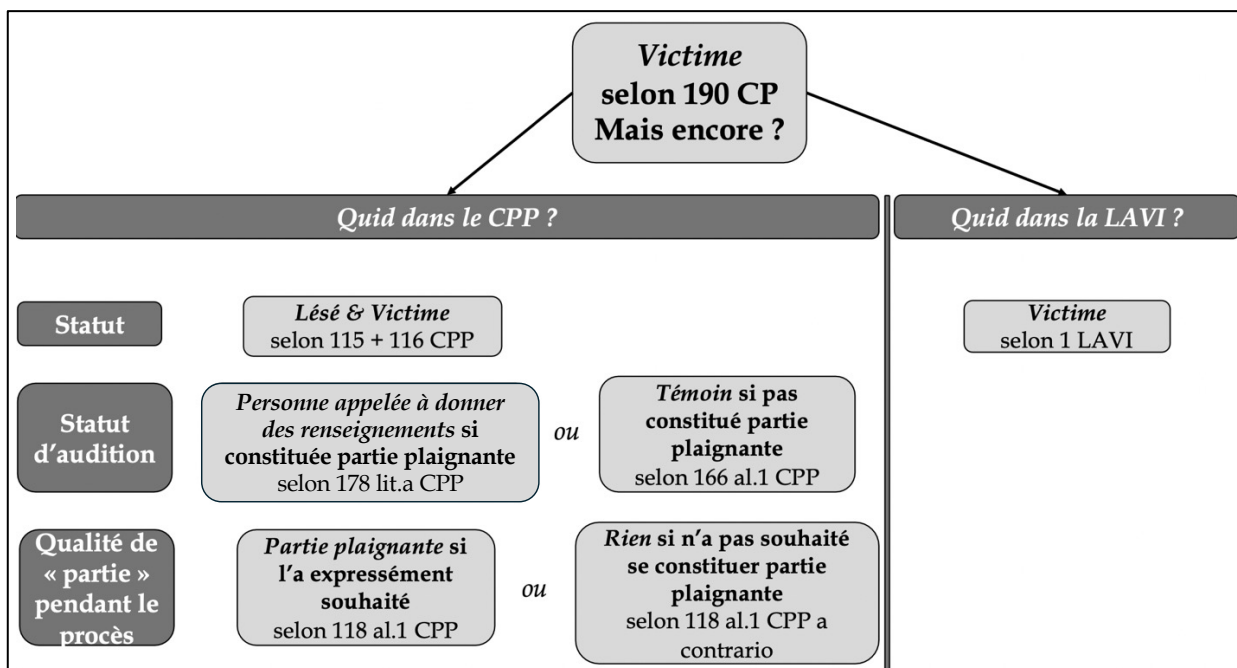 Victime
selon 190 CP
Mais encore ?
Quid dans le CPP ?
Quid dans la LAVI ?
Statut
Lésé & Victime
selon 115 + 116 CPP
Victime
selon 1 LAVI
Statut
d’audition
Personne appelée à donner
des renseignements si
constituée partie plaignante
selon 178 lit.a CPP
ou
Témoin si pas
constitué partie
plaignante
selon 166 al.1 CPP
Qualité de
« partie »
pendant le
procès
Partie plaignante si
l’a expressément
souhaité
selon 118 al.1 CPP
ou
Rien si n’a pas souhaité
se constituer partie
plaignante
selon 118 al.1 CPP a
contrario